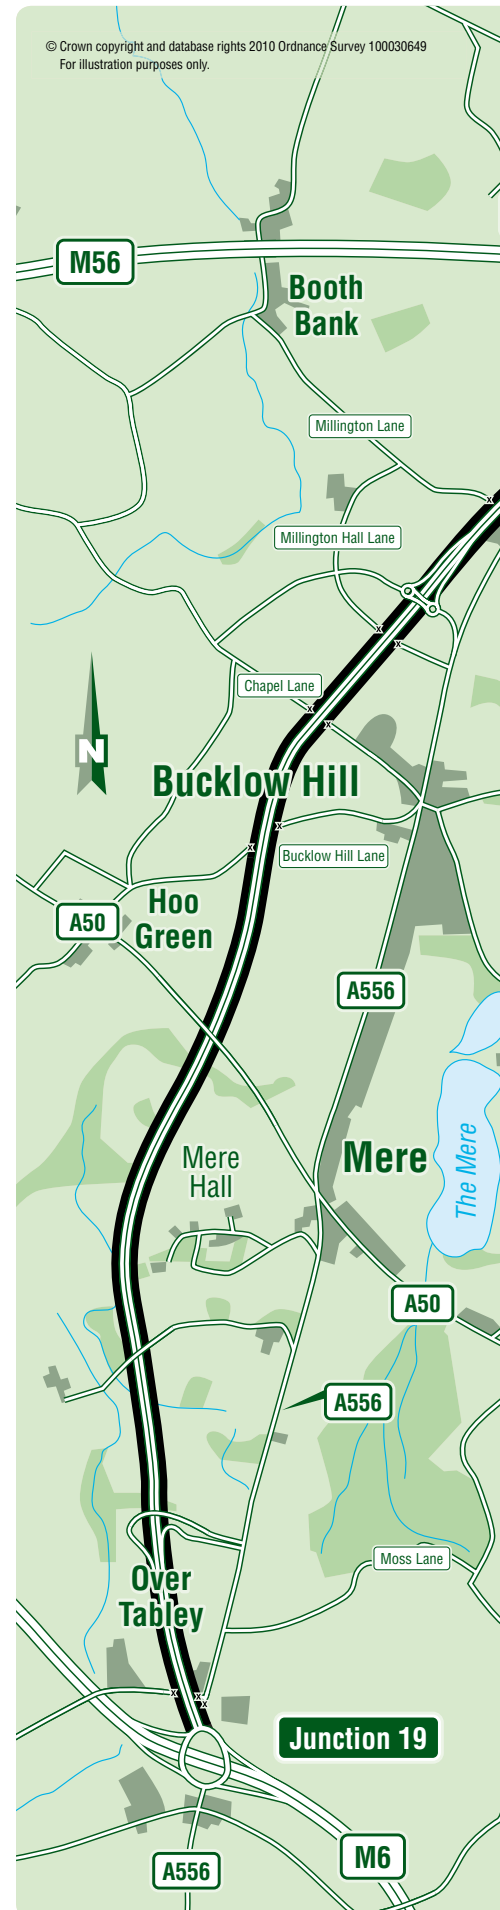 © Crown copyright and database rights 2010 Ordnance Survey 100030649
For illustration purposes only.
M56
Booth
Bank
Millington Lane
x
Millington Hall Lane
x
x
Chapel Lane
x
x
N
Bucklow Hill
x
x
Bucklow Hill Lane
Hoo
Green
A50
A556
The Mere
Mere
Mere
Hall
A50
A556
Moss Lane
Over
Tabley
x
x
x
Junction 19
M6
A556